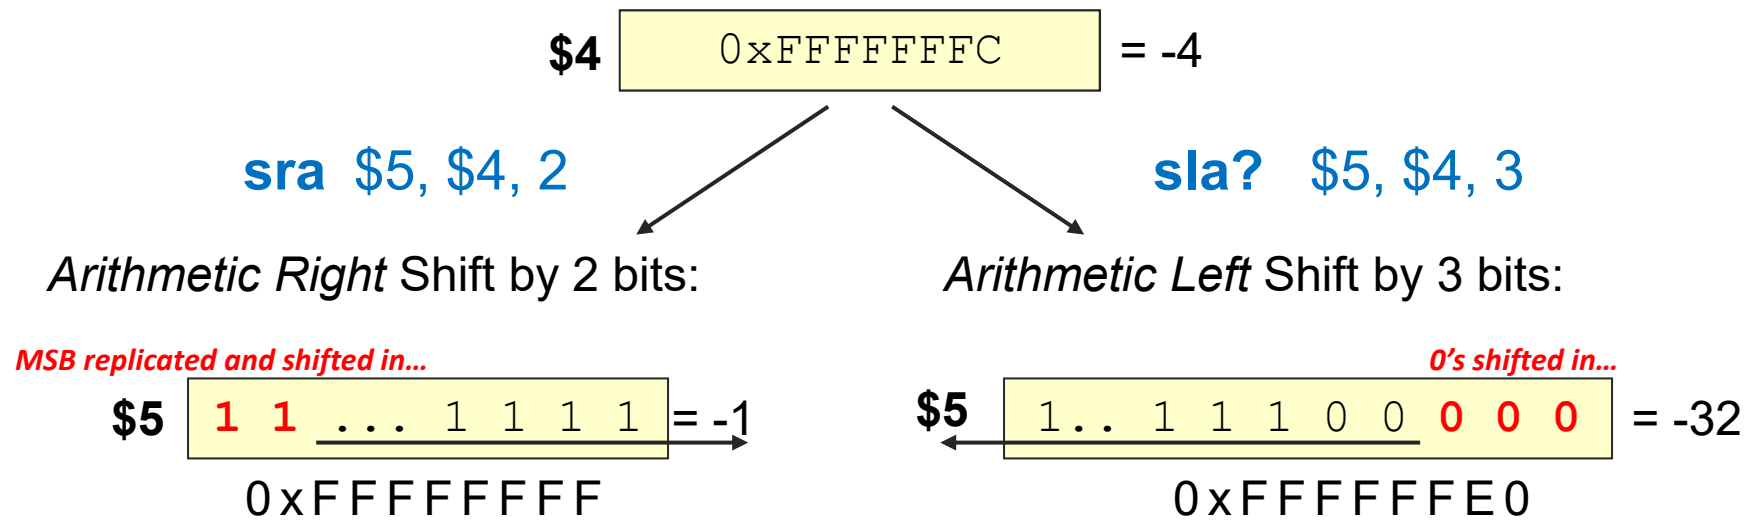 $4 0xFFFFFFFC = -4
sra $5, $4, 2
sla? $5, $4, 3
Arithmetic Right Shift by 2 bits:
Arithmetic Left Shift by 3 bits:
MSB replicated and shifted in…
0's shifted in…
$5 1 1 ... 1 1 1 1 = -1
$5 1.. 1 1 1 0 0 0 0 0 = -32
0xFFFFFFFF
0xFFFFFFE0